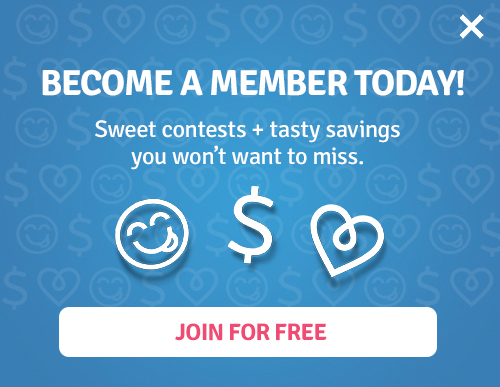 BECOME A MEMBER TODAY!
Sweet contests + tasty savings
you won't want to miss.
$
JOIN FOR FREE